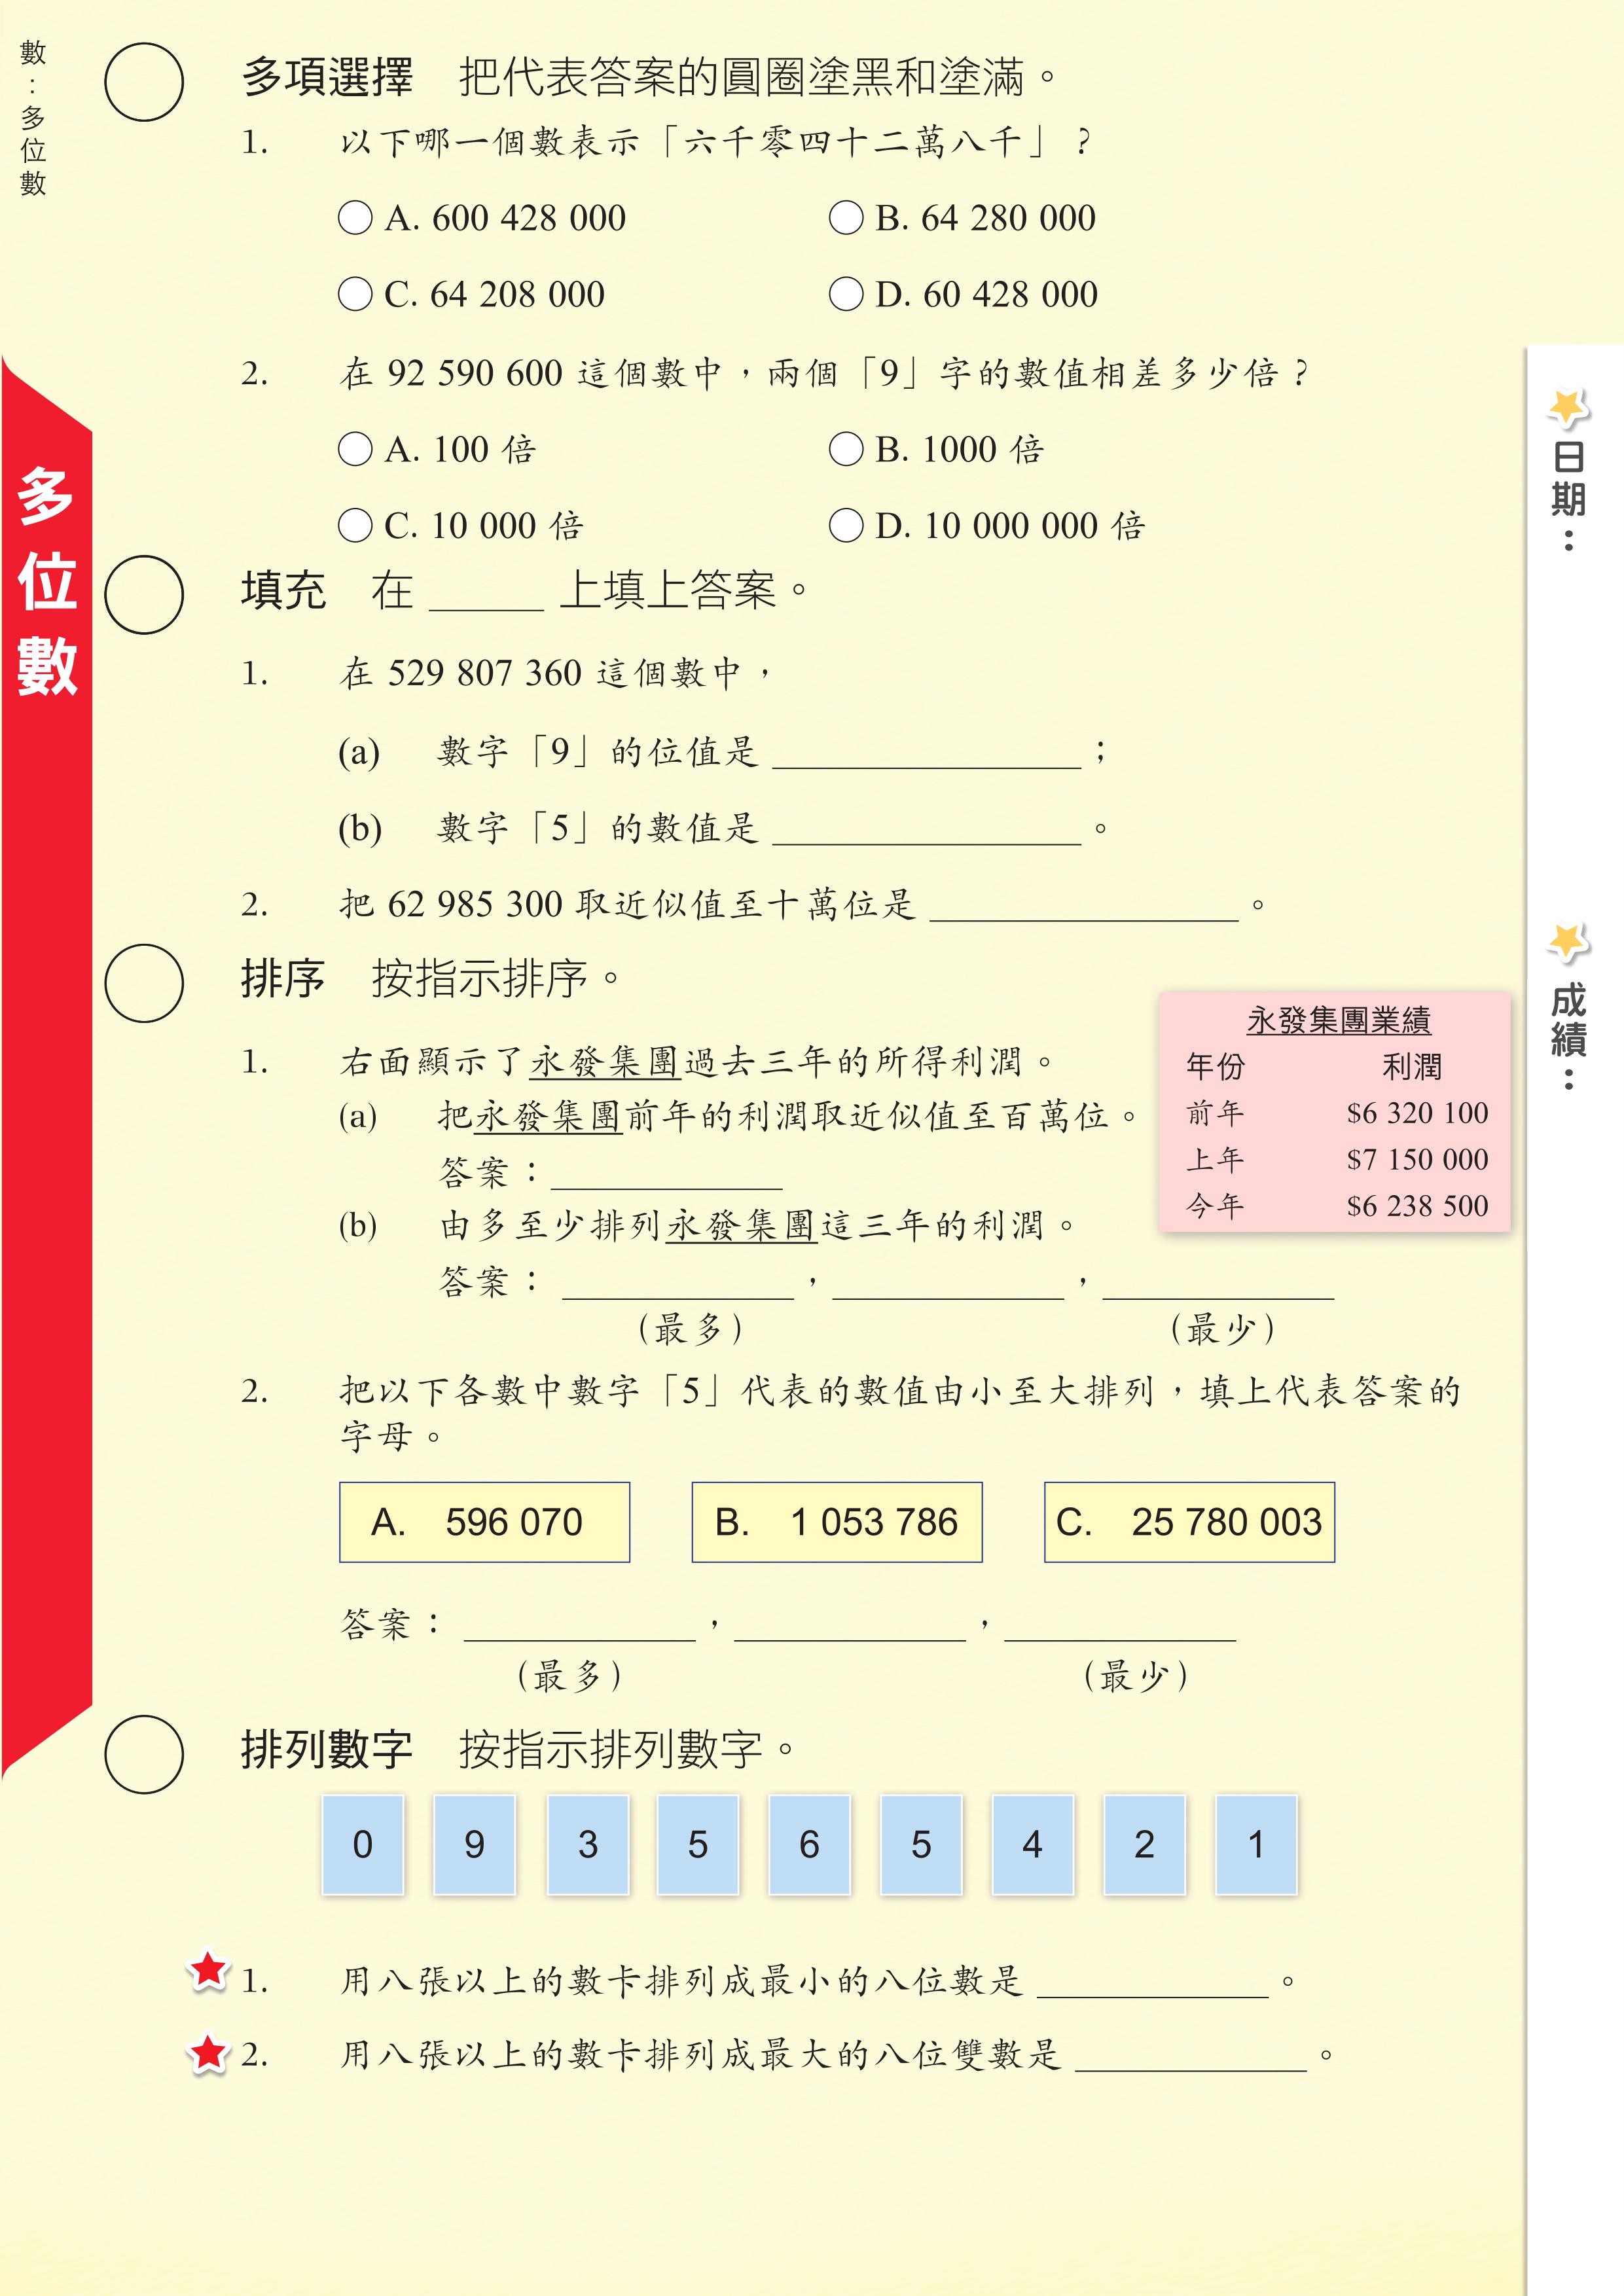 數：多位數
多位數
多項選擇　把代表答案的圓圈塗黑和塗滿。
1.　以下哪一個數表示「六千零四十二萬八千」？
A. 600 428 000　B. 64 280 000
C. 64 208 000　D. 60 428 000
2.　在 92 590 600 這個數中，兩個「9」字的數值相差多少倍？
A. 100 倍　B. 1000 倍
C. 10 000 倍　D. 10 000 000 倍
填充　在 _____ 上填上答案。
1.　在 529 807 360 這個數中，
(a)　數字「9」的位值是 __________；
(b)　數字「5」的數值是 __________。
2.　把 62 985 300 取近似值至十萬位是 __________。
排序　按指示排序。
1.　右面顯示了永發集團過去三年的所得利潤。
(a)　把永發集團前年的利潤取近似值至百萬位。
答案：__________
(b)　由多至少排列永發集團這三年的利潤。
答案：__________，__________，__________
（最多）　（最少）
永發集團業績
年份　利潤
前年　$6 320 100
上年　$7 150 000
今年　$6 238 500
2.　把以下各數中數字「5」代表的數值由小至大排列，填上代表答案的
字母。
A.　596 070　B.　1 053 786　C.　25 780 003
答案：__________，__________，__________
（最多）　（最少）
排列數字　按指示排列數字。
0 9 3 5 6 5 4 2 1
1.　用八張以上的數卡排列成最小的八位數是 __________。
2.　用八張以上的數卡排列成最大的八位雙數是 __________。
日期：
成績：